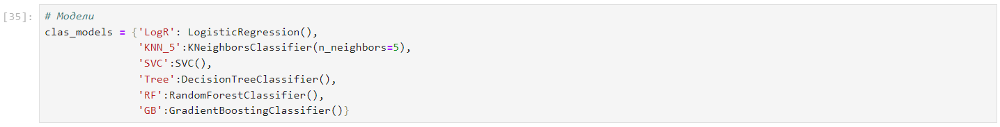 [35]: # Модели
clas_models = {'LogR': LogisticRegression(),
'KNN_5':KNeighborsClassifier(n_neighbors=5),
'SVC':SVC(),
'Tree':DecisionTreeClassifier(),
'RF':RandomForestClassifier(),
'GB':GradientBoostingClassifier()}